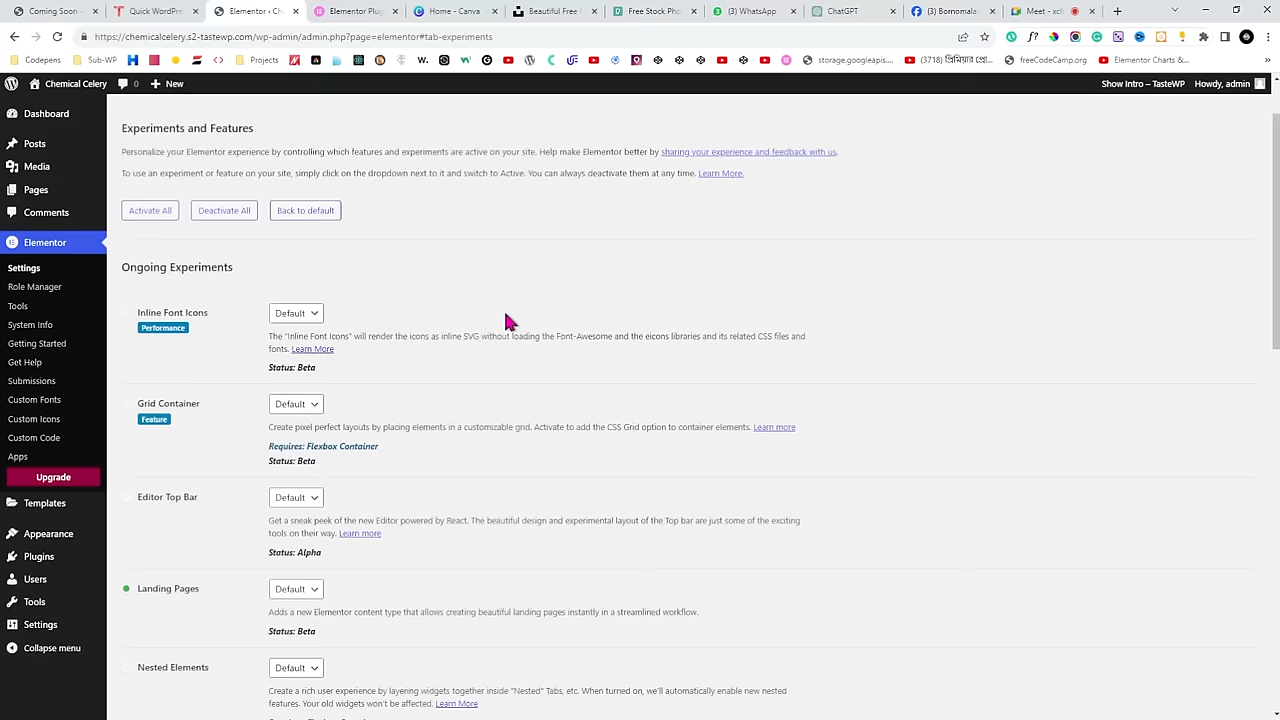 Coming Soon -
Quick WordPre
Elementor ‹ Cha
Elementor Plug
Home - Canva
Beautiful Free I
Free Stock Pho
(3) WhatsApp
ChatGPT
(3) Bornomala
Meet - xch
https://chemicalcelery.s2-tastewp.com/wp-admin/admin.php?page=elementor#tab-experiments
Codepens
Sub-WP
Projects
storage.googleapis....
(3718)
freeCodeCamp.org
Elementor Charts &...
Chemical Celery
0
New
Show Intro – TasteWP
Howdy, admin
Dashboard
Posts
Media
Pages
Comments
Elementor
Settings
Role Manager
Tools
System Info
Getting Started
Get Help
Submissions
Custom Fonts
Custom Icons
Custom Code
Apps
Upgrade
Templates
Appearance
Plugins
Users
Tools
Settings
Collapse menu
Experiments and Features
Personalize your Elementor experience by controlling which features and experiments are active on your site. Help make Elementor better by sharing your experience and feedback with us.
To use an experiment or feature on your site, simply click on the dropdown next to it and switch to Active. You can always deactivate them at any time. Learn More.
Activate All
Deactivate All
Back to default
Ongoing Experiments
Inline Font Icons
Performance
Default
The "Inline Font Icons" will render the icons as inline SVG without loading the Font-Awesome and the eicons libraries and its related CSS files and
fonts. Learn More
Status: Beta
Grid Container
Feature
Default
Create pixel perfect layouts by placing elements in a customizable grid. Activate to add the CSS Grid option to container elements. Learn more
Requires: Flexbox Container
Status: Beta
Editor Top Bar
Default
Get a sneak peek of the new Editor powered by React. The beautiful design and experimental layout of the Top bar are just some of the exciting
tools on their way. Learn more
Status: Alpha
Landing Pages
Default
Adds a new Elementor content type that allows creating beautiful landing pages instantly in a streamlined workflow.
Status: Beta
Nested Elements
Default
Create a rich user experience by layering widgets together inside "Nested" Tabs, etc. When turned on, we'll automatically enable new nested
features. Your old widgets won't be affected. Learn More